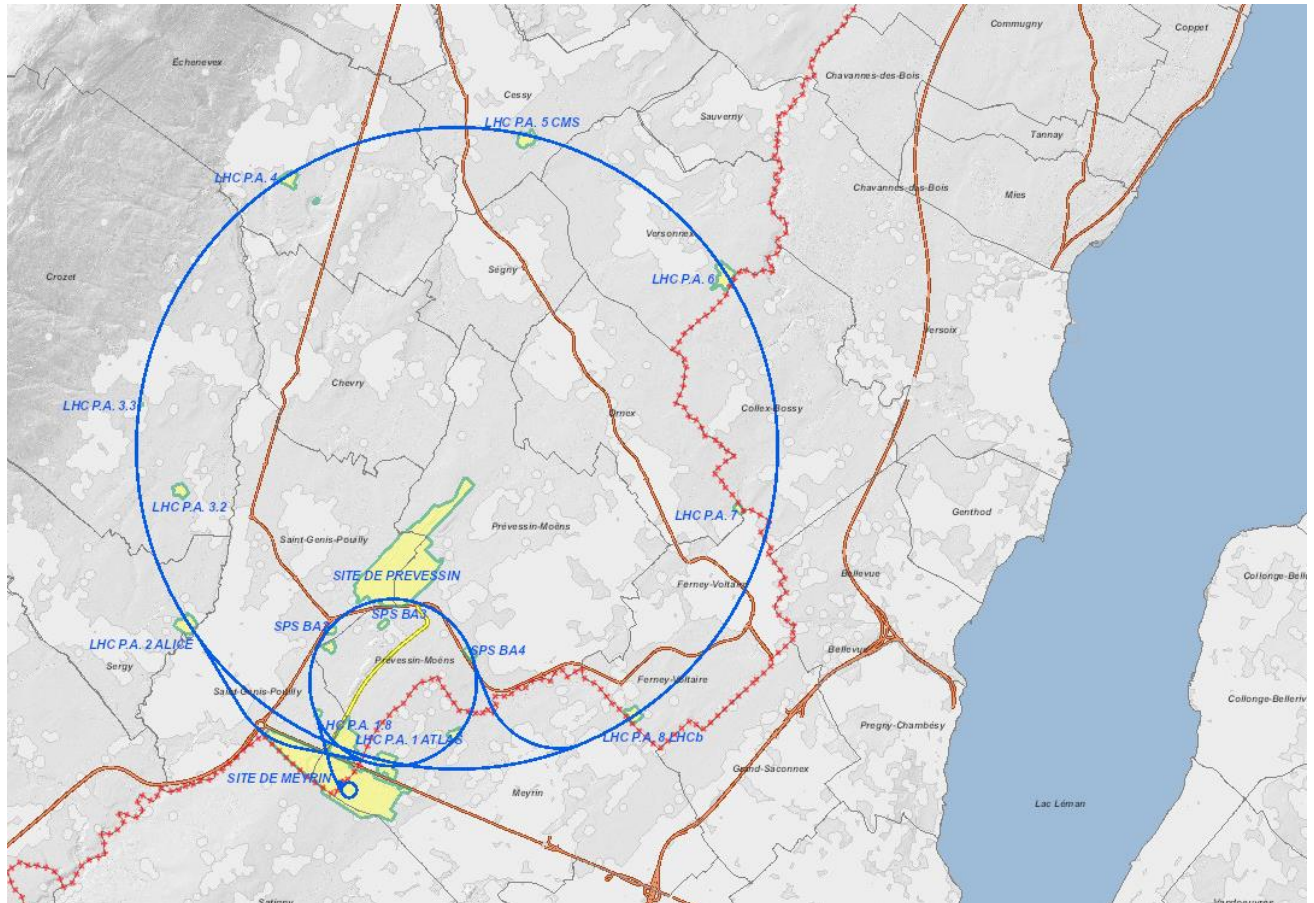 Commugny
Coppet
Échenevex
Chavannes-des-Bois
Cessy
LHC P.A. 5 CMS
Sauverny
Tannay
LHC P.A. 4
Chavannes-des-Bois
Mies
Versonnex
Crozet
Ségny
LHC P.A. 6
Versoix
Chevry
LHC P.A. 3.3
Ornex
Collex-Bossy
LHC P.A. 3.2
LHC P.A. 7
Genthod
Prévessin-Moëns
Saint-Genis-Pouilly
SITE DE PREVESSIN
Bellevue
Ferney-Voltaire
SPS BA3
SPS BA2
LHC P.A. 2 ALICE
SPS BA4
Bellevue
Prévessin-Moëns
Sergy
Ferney-Voltaire
Saint-Genis-Pouilly
Pregny-Chambésy
LHC P.A. 1.8
LHC P.A. 1 ATLAS
LHC P.A. 8 LHCb
Grand-Saconnex
SITE DE MEYRIN
Meyrin
Lac Léman
Satigny